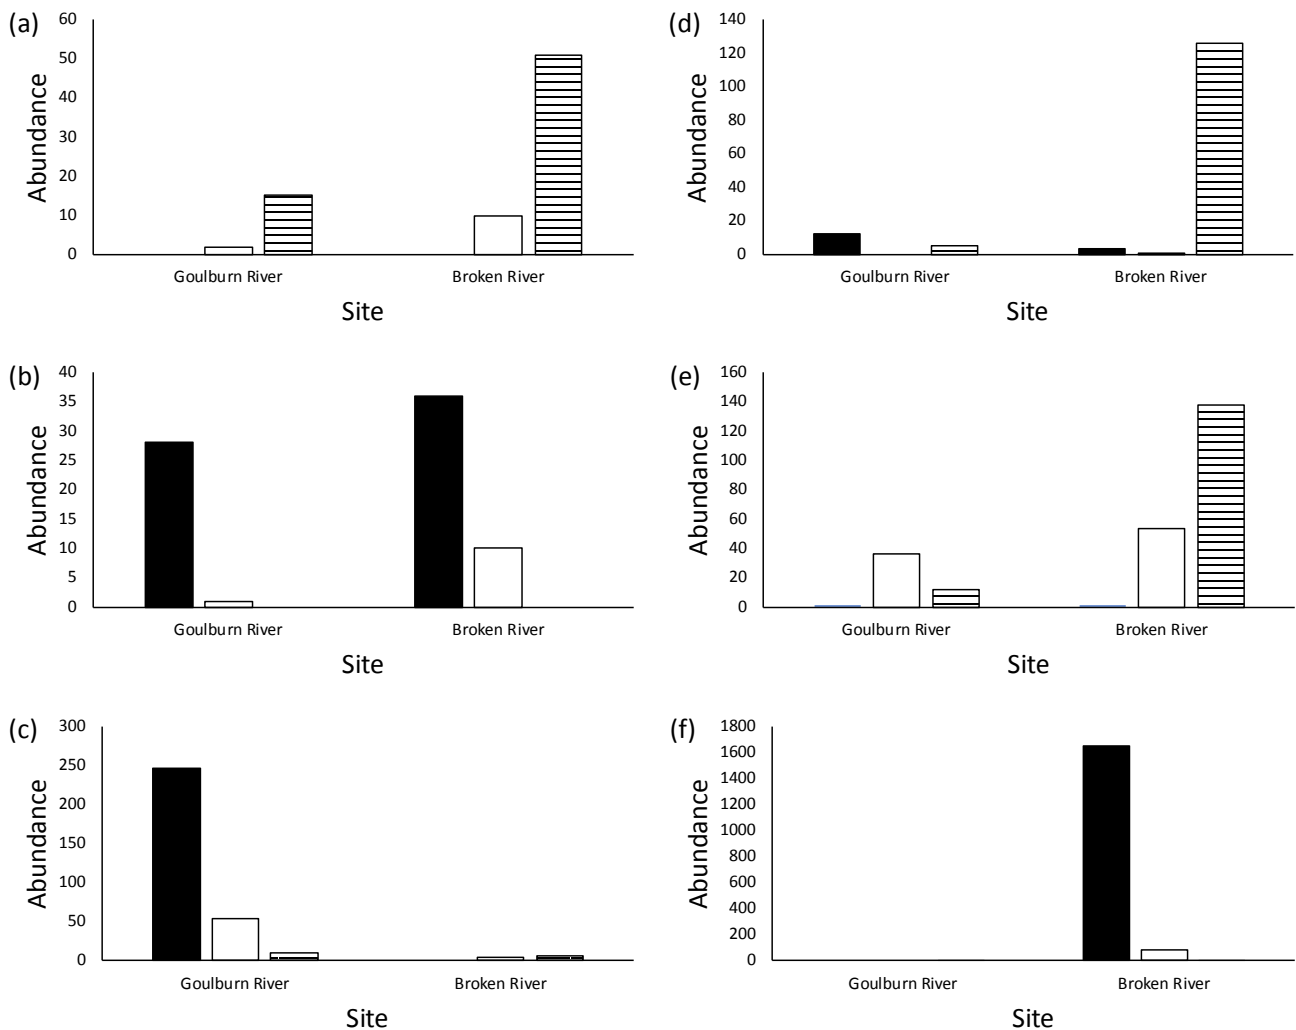 (a)
60
50
40
30
20
10
0
Abundance
Goulburn River Broken River
Site
(d)
140
120
100
80
60
40
20
0
Abundance
Goulburn River Broken River
Site
(b)
40
35
30
25
20
15
10
5
0
Abundance
Goulburn River Broken River
Site
(e)
160
140
120
100
80
60
40
20
0
Abundance
Goulburn River Broken River
Site
(c)
300
250
200
150
100
50
0
Abundance
Goulburn River Broken River
Site
(f)
1800
1600
1400
1200
1000
800
600
400
200
0
Abundance
Goulburn River Broken River
Site